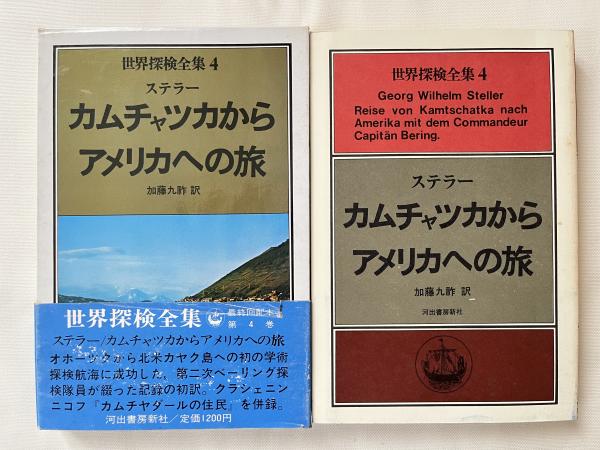 世界探検全集4
ステラー
カムチャツカから
アメリカへの旅
加藤九祚 訳
世界探検全集
最終回配本
第4巻
ステラー/カムチャツカからアメリカへの旅
オホーツクから北米カヤク島への初の学術
探検航海に成功した、第二次ベーリング探
検隊員が綴った記録の初訳。クラシェニン
ニコフ『カムチャダールの住民』を併録。
河出書房新社/定価1200円
世界探検全集4
Georg Wilhelm Steller
Reise von Kamtschatka nach
Amerika mit dem Commandeur
Capitän Bering.
ステラー
カムチャツカから
アメリカへの旅
加藤九祚 訳
河出書房新社